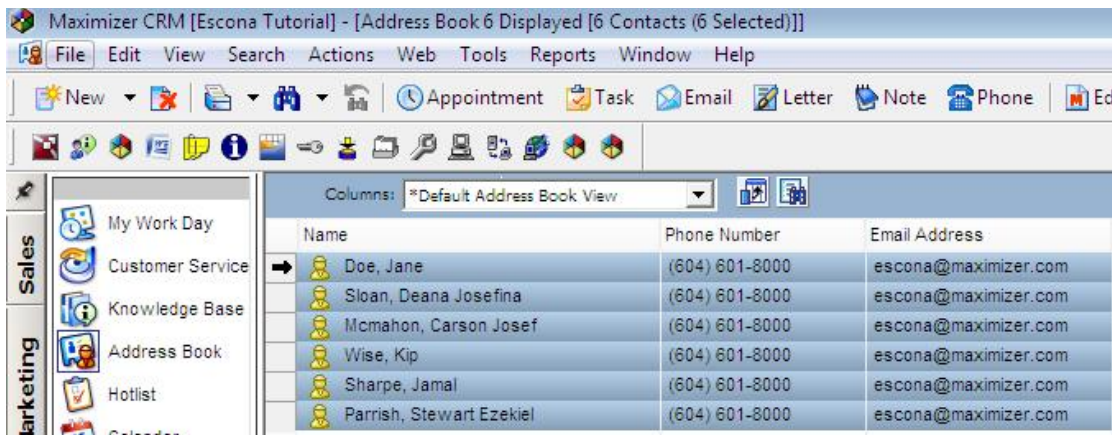 Maximizer CRM [Escona Tutorial] - [Address Book 6 Displayed [6 Contacts (6 Selected)]]
File Edit View Search Actions Web Tools Reports Window Help
New Appointment Task Email Letter Note Phone Ed
Columns: *Default Address Book View
Sales
Marketing
My Work Day
Customer Service
Knowledge Base
Address Book
Hotlist
Calendar
Name Phone Number Email Address
Doe, Jane (604) 601-8000 escona@maximizer.com
Sloan, Deana Josefina (604) 601-8000 escona@maximizer.com
Mcmahon, Carson Josef (604) 601-8000 escona@maximizer.com
Wise, Kip (604) 601-8000 escona@maximizer.com
Sharpe, Jamal (604) 601-8000 escona@maximizer.com
Parrish, Stewart Ezekiel (604) 601-8000 escona@maximizer.com